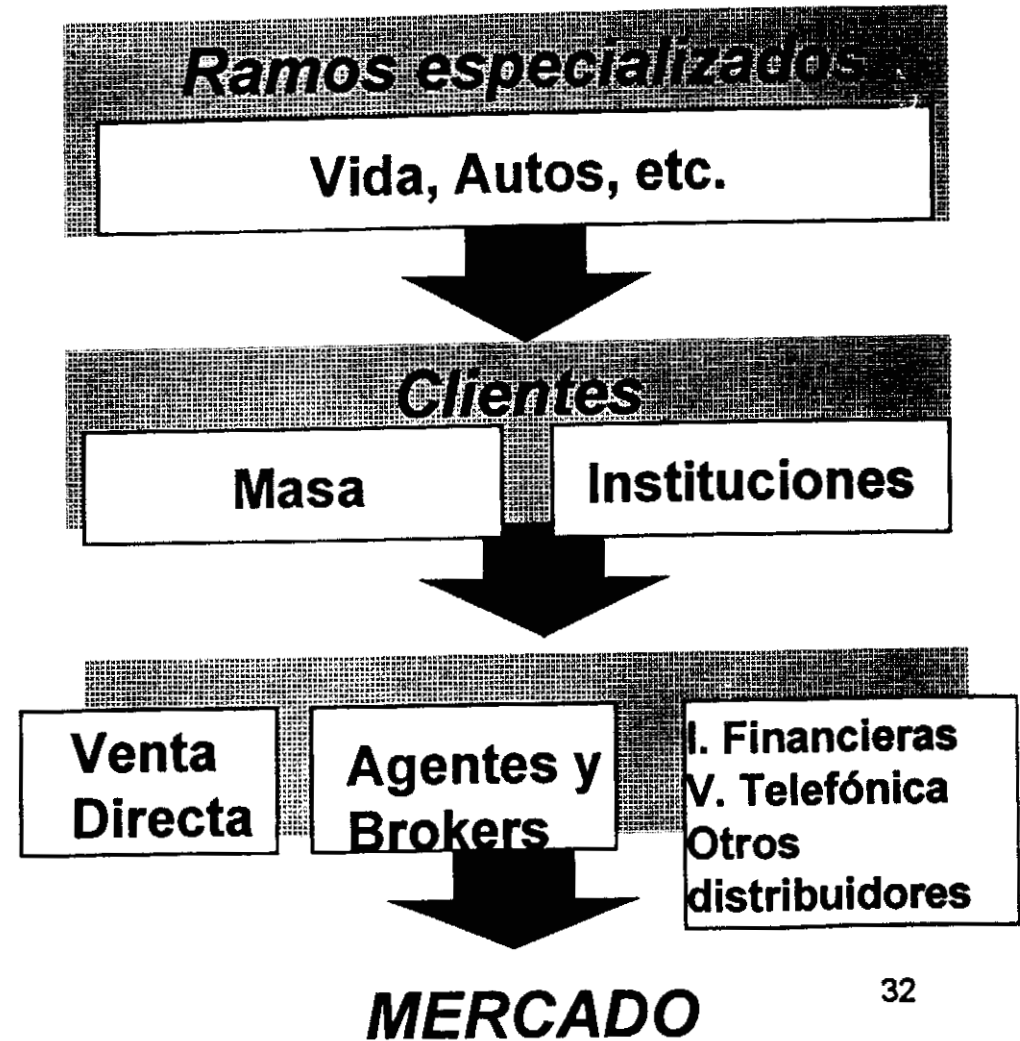 Ramos especializados
Vida, Autos, etc.
Clientes
Masa
Instituciones
Venta
Directa
Agentes y
Brokers
I. Financieras
V. Telefónica
Otros
distribuidores
MERCADO
32